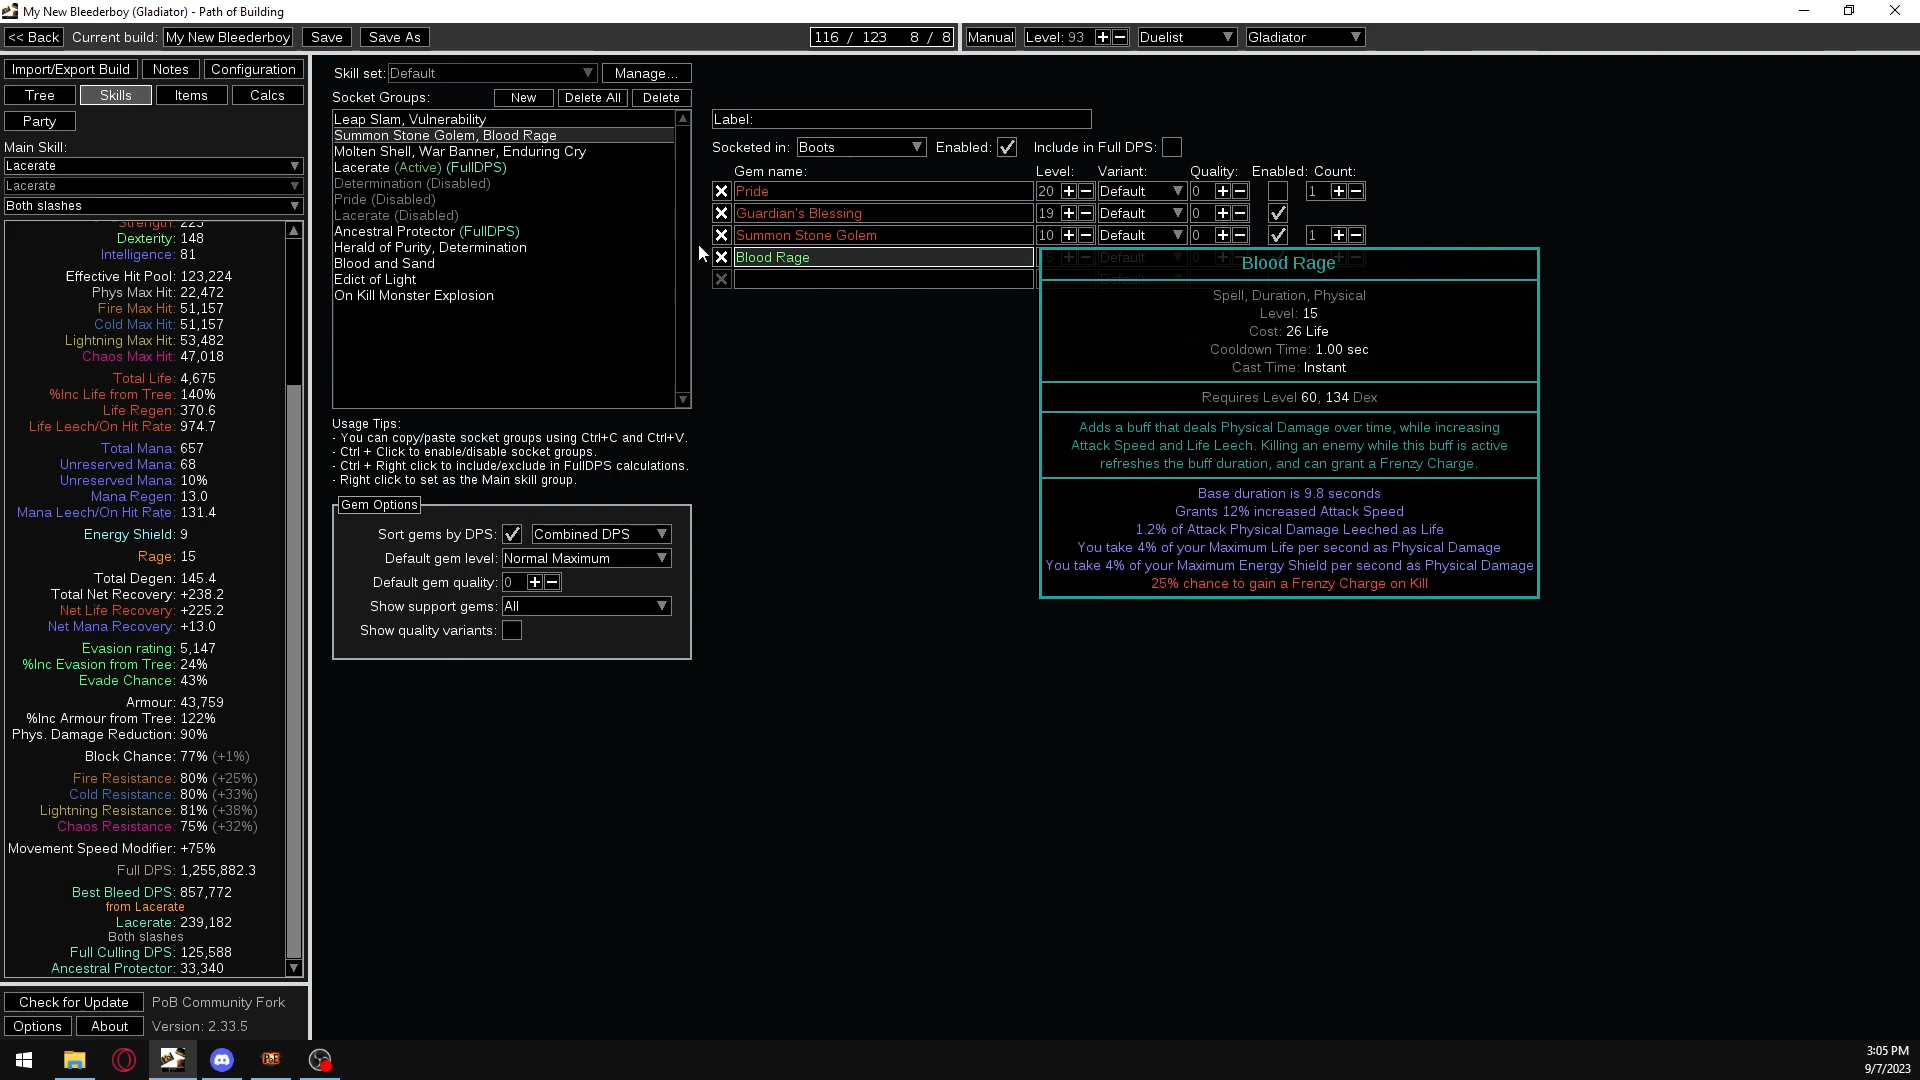 My New Bleederboy (Gladiator) - Path of Building
<< Back Current build: My New Bleederboy Save Save As 116 / 123 8 / 8 Manual Level: 93 Duelist Gladiator
Import/Export Build Notes Configuration
Tree Skills Items Calcs
Party
Main Skill:
Lacerate
Lacerate
Both slashes
Strength: 223
Dexterity: 148
Intelligence: 81
Effective Hit Pool: 123,224
Phys Max Hit: 22,472
Fire Max Hit: 51,157
Cold Max Hit: 51,157
Lightning Max Hit: 53,482
Chaos Max Hit: 47,018
Total Life: 4,675
%Inc Life from Tree: 140%
Life Regen: 370.6
Life Leech/On Hit Rate: 974.7
Total Mana: 657
Unreserved Mana: 68
Unreserved Mana: 10%
Mana Regen: 13.0
Mana Leech/On Hit Rate: 131.4
Energy Shield: 9
Rage: 15
Total Degen: 145.4
Total Net Recovery: +238.2
Net Life Recovery: +225.2
Net Mana Recovery: +13.0
Evasion rating: 5,147
%Inc Evasion from Tree: 24%
Evade Chance: 43%
Armour: 43,759
%Inc Armour from Tree: 122%
Phys. Damage Reduction: 90%
Block Chance: 77% (+1%)
Fire Resistance: 80% (+25%)
Cold Resistance: 80% (+33%)
Lightning Resistance: 81% (+38%)
Chaos Resistance: 75% (+32%)
Movement Speed Modifier: +75%
Full DPS: 1,255,882.3
Best Bleed DPS: 857,772
from Lacerate
Lacerate: 239,182
Both slashes
Full Culling DPS: 125,588
Ancestral Protector: 33,340
Check for Update PoB Community Fork
Options About Version: 2.33.5
Skill set: Default Manage...
Socket Groups: New Delete All Delete
Leap Slam, Vulnerability
Summon Stone Golem, Blood Rage
Molten Shell, War Banner, Enduring Cry
Lacerate (Active) (FullDPS)
Determination (Disabled)
Pride (Disabled)
Lacerate (Disabled)
Ancestral Protector (FullDPS)
Herald of Purity, Determination
Blood and Sand
Edict of Light
On Kill Monster Explosion
Usage Tips:
- You can copy/paste socket groups using Ctrl+C and Ctrl+V.
- Ctrl + Click to enable/disable socket groups.
- Ctrl + Right click to include/exclude in FullDPS calculations.
- Right click to set as the Main skill group.
Gem Options
Sort gems by DPS: Combined DPS
Default gem level: Normal Maximum
Default gem quality: 0
Show support gems: All
Show quality variants:
Label:
Socketed in: Boots Enabled: Include in Full DPS:
Gem name: Level: Variant: Quality: Enabled: Count:
Pride 20 Default 0 1
Guardian's Blessing 19 Default 0
Summon Stone Golem 10 Default 0 1
Blood Rage
Blood Rage
Spell, Duration, Physical
Level: 15
Cost: 26 Life
Cooldown Time: 1.00 sec
Cast Time: Instant
Requires Level 60, 134 Dex
Adds a buff that deals Physical Damage over time, while increasing
Attack Speed and Life Leech. Killing an enemy while this buff is active
refreshes the buff duration, and can grant a Frenzy Charge.
Base duration is 9.8 seconds
Grants 12% increased Attack Speed
1.2% of Attack Physical Damage Leeched as Life
You take 4% of your Maximum Life per second as Physical Damage
You take 4% of your Maximum Energy Shield per second as Physical Damage
25% chance to gain a Frenzy Charge on Kill
3:05 PM
9/7/2023